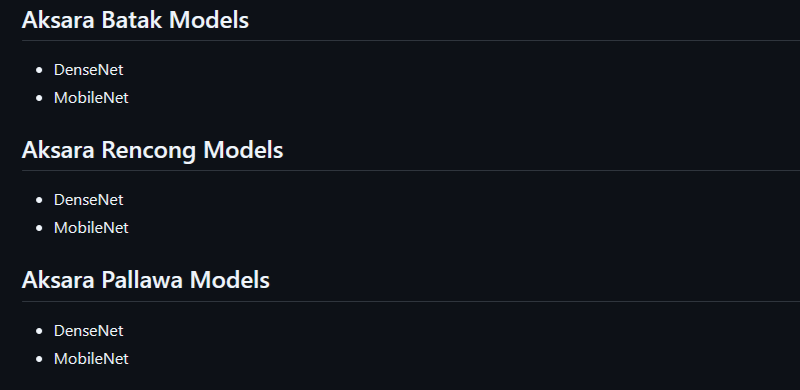 Aksara Batak Models
DenseNet
MobileNet
Aksara Rencong Models
DenseNet
MobileNet
Aksara Pallawa Models
DenseNet
MobileNet